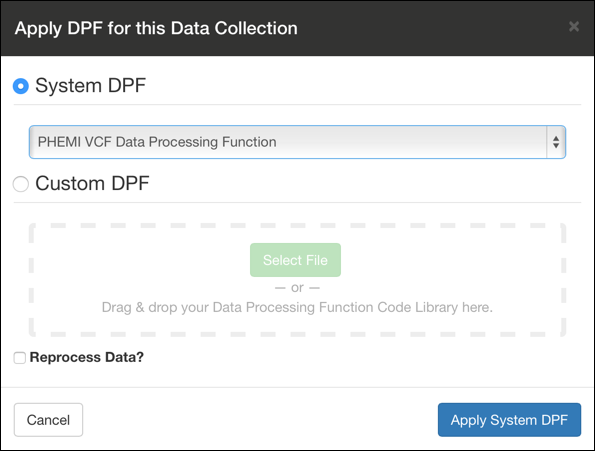 Apply DPF for this Data Collection
×
System DPF
PHEMI VCF Data Processing Function
Custom DPF
Select File
— or —
Drag & drop your Data Processing Function Code Library here.
Reprocess Data?
Cancel
Apply System DPF